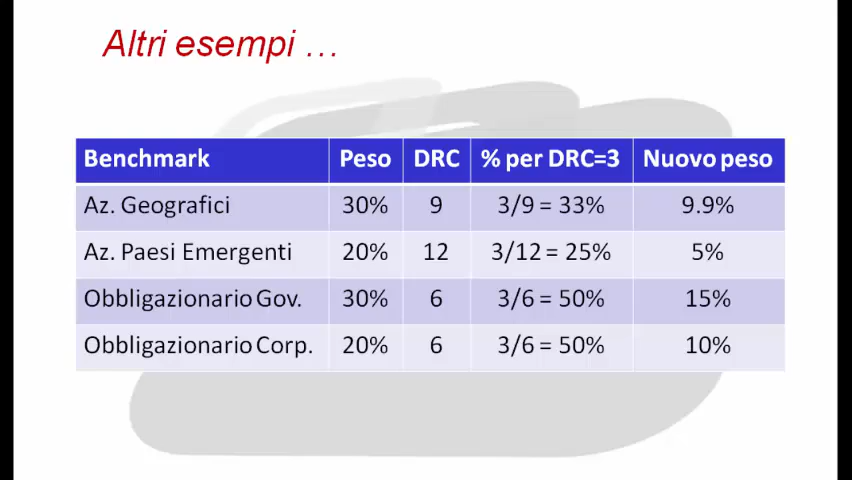 Altri esempi ...
Benchmark Peso DRC % per DRC=3 Nuovo peso
Az. Geografici 30% 9 3/9 = 33% 9.9%
Az. Paesi Emergenti 20% 12 3/12 = 25% 5%
Obbligazionario Gov. 30% 6 3/6 = 50% 15%
Obbligazionario Corp. 20% 6 3/6 = 50% 10%